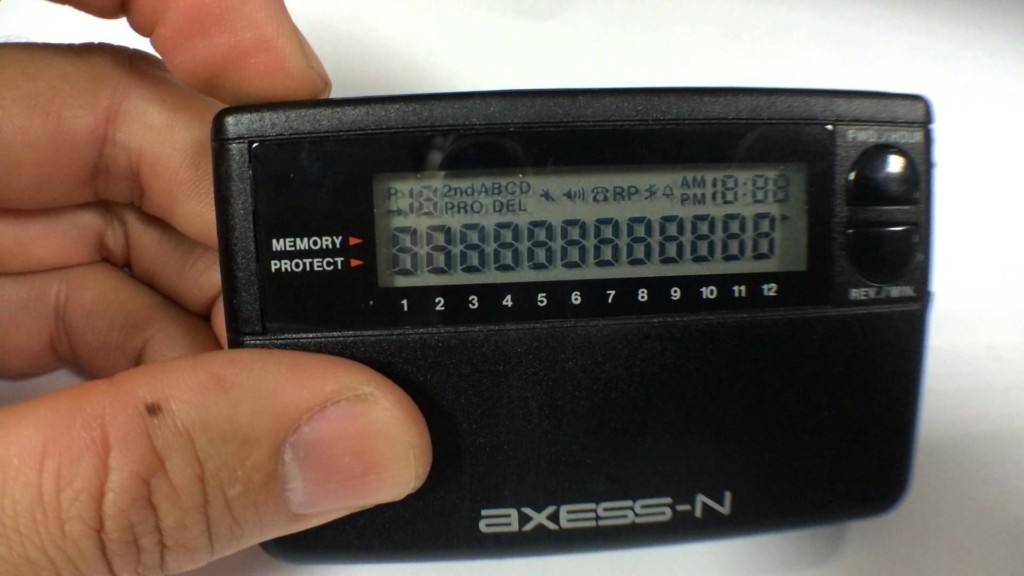 FWD./HOU.
2nd ABCD RP AM 18:88
PRO DEL PM
MEMORY
888888888888
PROTECT
1 2 3 4 5 6 7 8 9 10 11 12
REV./MIN.
axess-N